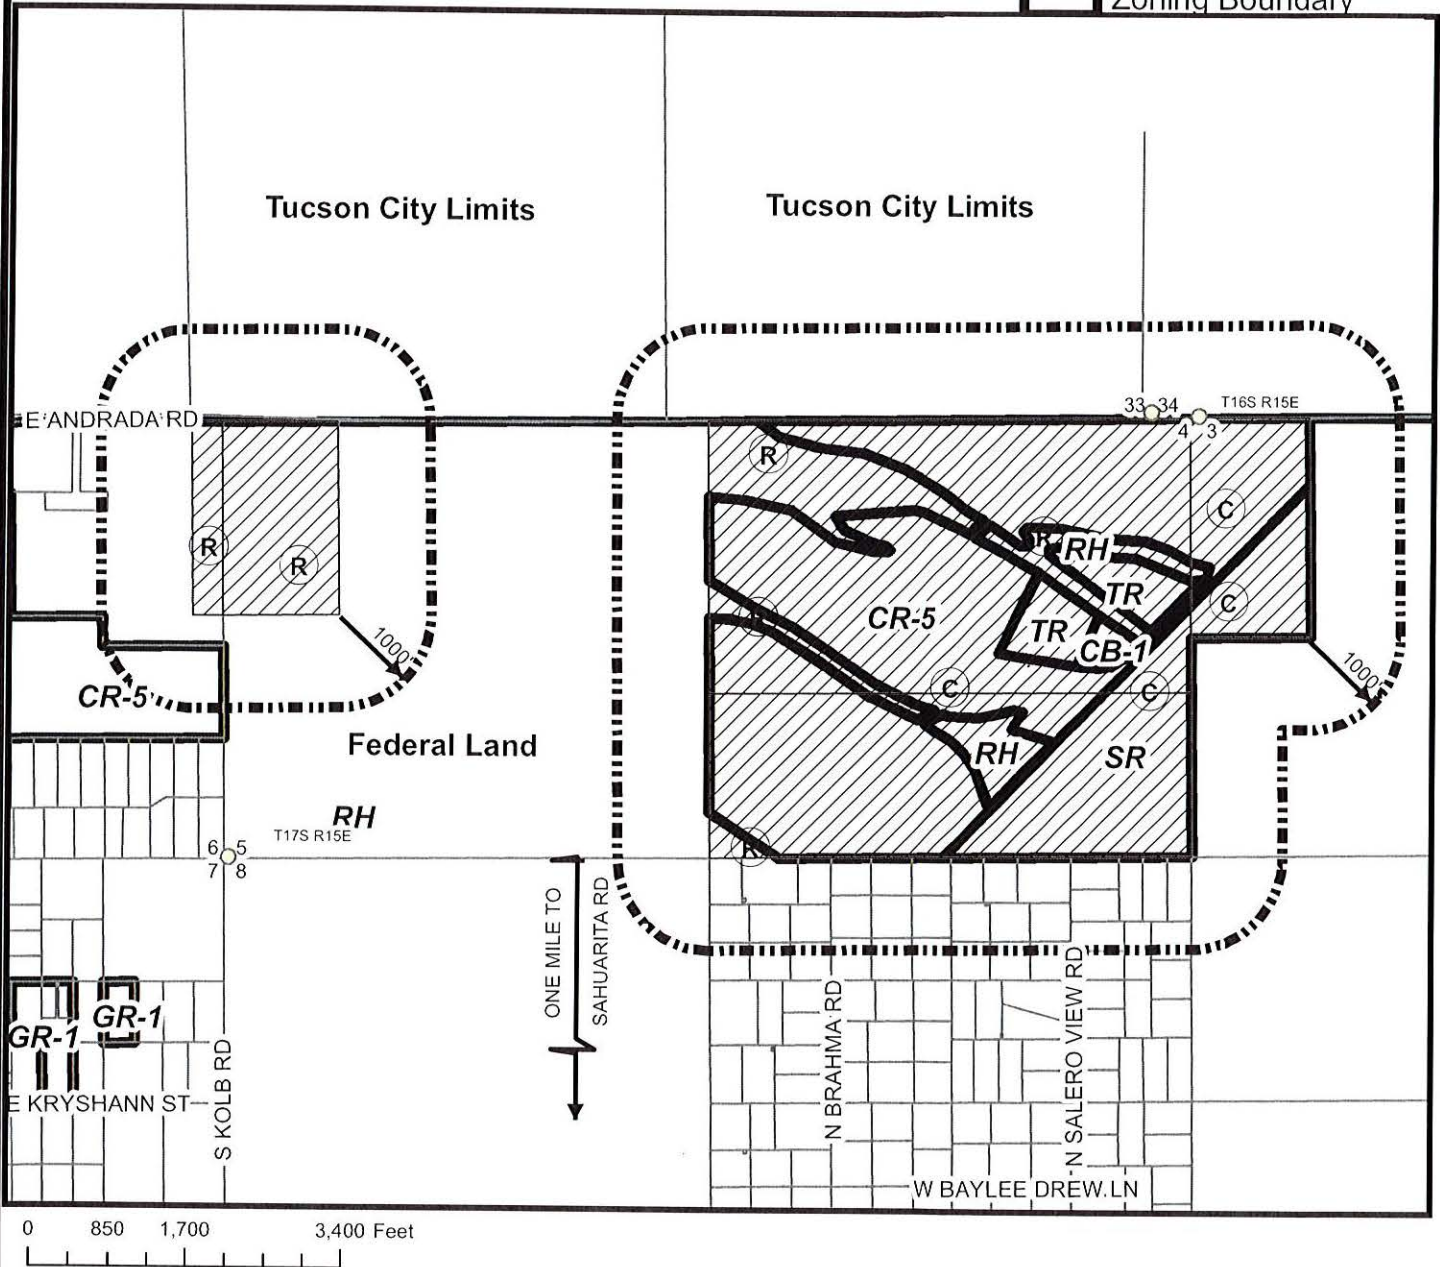 Zoning Boundary
Tucson City Limits
Tucson City Limits
E ANDRADA RD
33
34
T16S R15E
4
3
R
R
C
R
RH
R
R
TR
C
CR-5
TR
CB-1
1000'
1000'
C
C
CR-5
Federal Land
RH
SR
RH
T17S R15E
6
5
7
8
ONE MILE TO
SAHUARITA RD
GR-1
GR-1
E KRYSHANN ST
S KOLB RD
N BRAHMA RD
N SALERO VIEW RD
W BAYLEE DREW LN
0
850
1,700
3,400 Feet